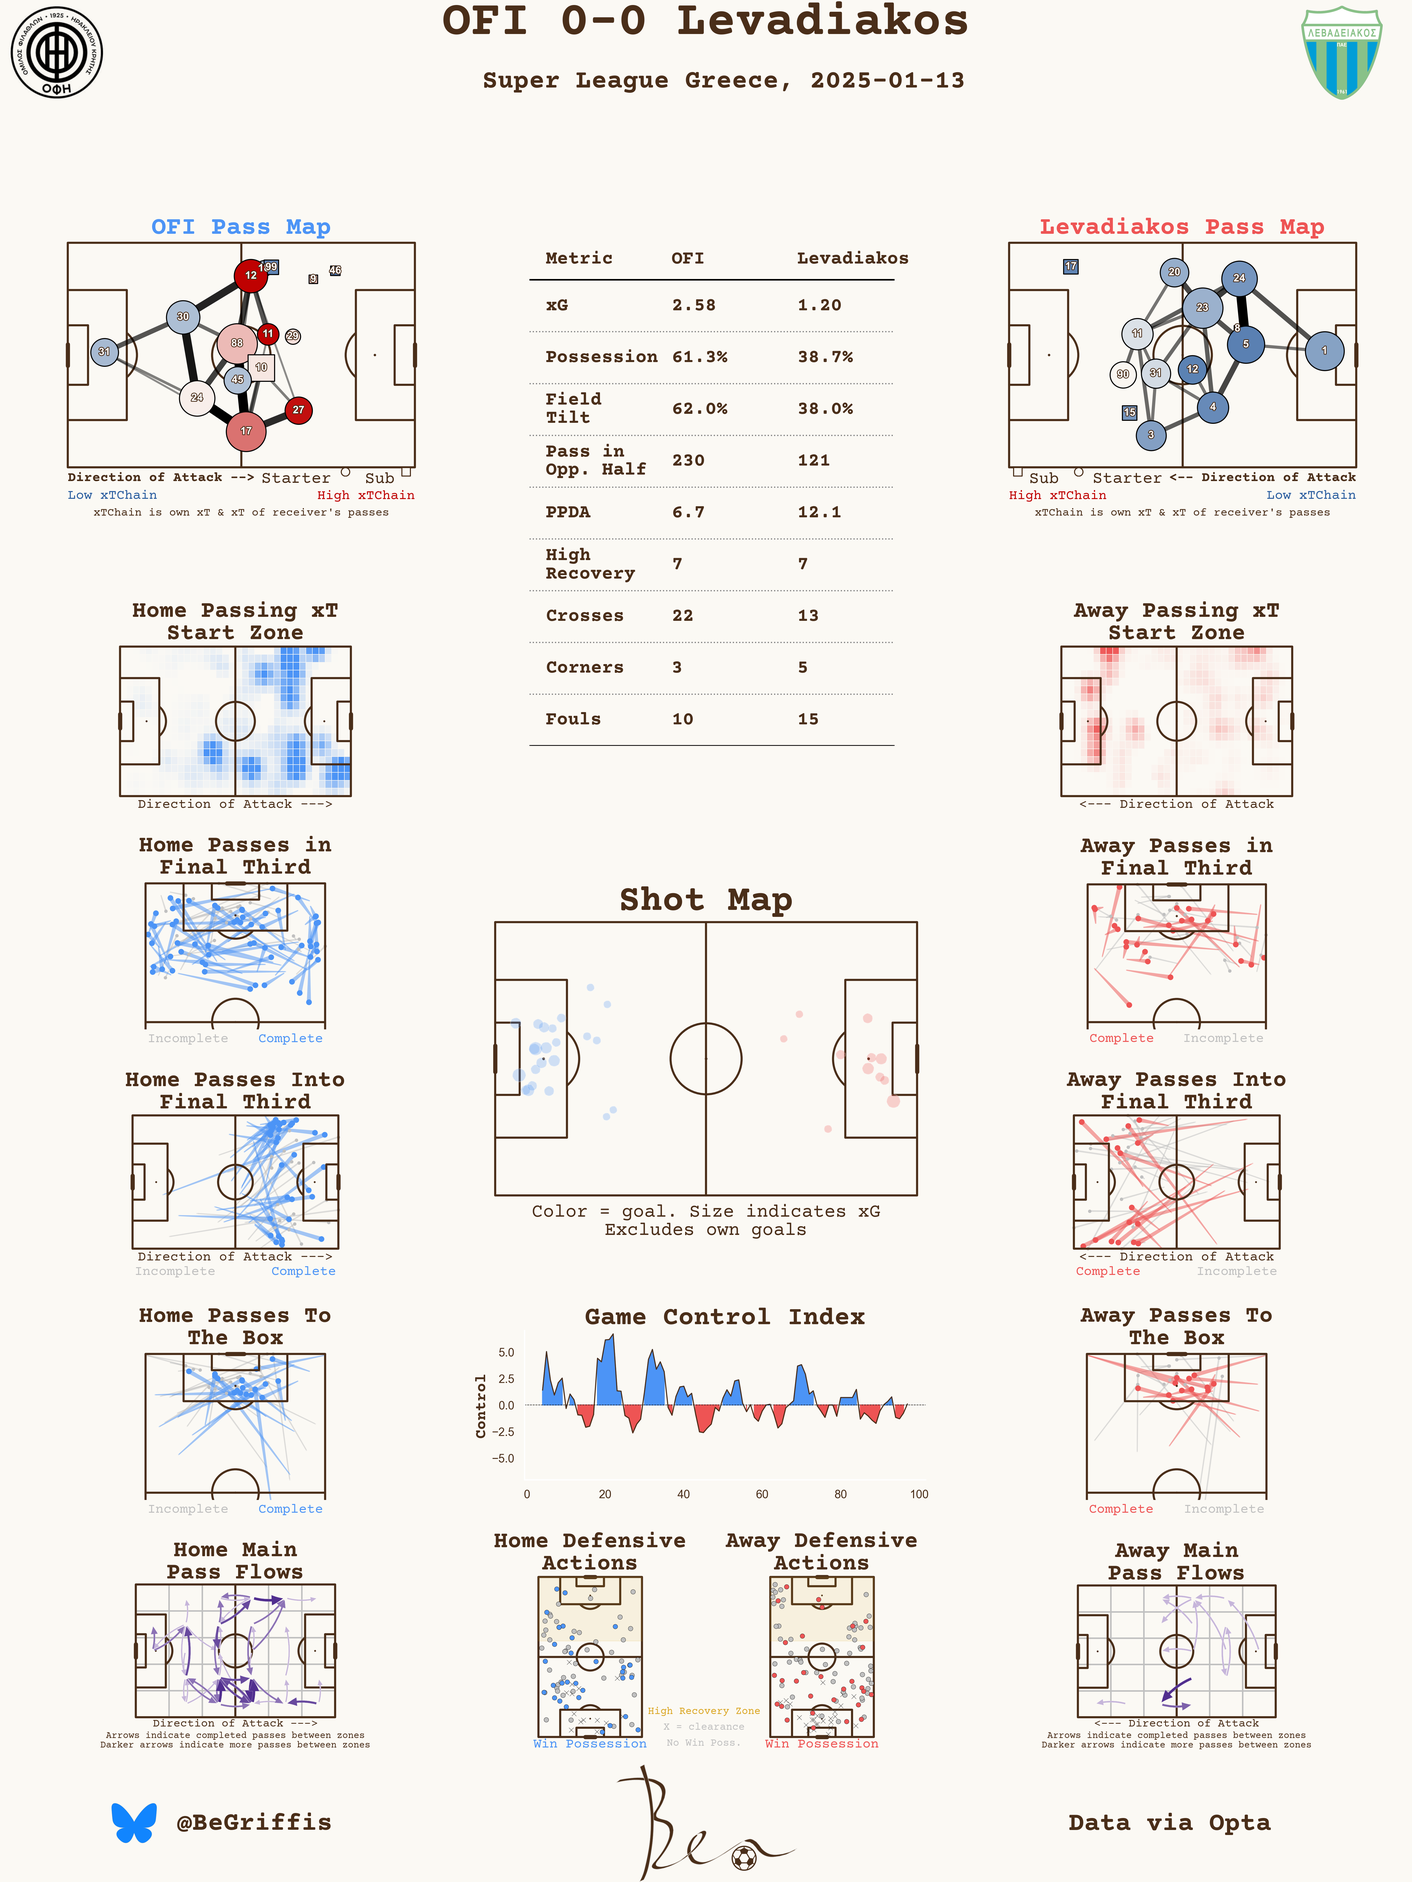 OFI 0-0 Levadiakos
Super League Greece, 2025-01-13
ΟΜΙΛΟΣ ΦΙΛΑΘΛΩΝ • 1925 • ΗΡΑΚΛΕΙΟΥ ΚΡΗΤΗΣ
ΟΦΗ
ΛΕΒΑΔΕΙΑΚΟΣ
ΠΑΕ
1961
OFI Pass Map
12
99
9
46
30
11
29
88
31
10
45
24
27
17
Direction of Attack --> Starter Sub
Low xTChain High xTChain
xTChain is own xT & xT of receiver's passes
Metric OFI Levadiakos
xG 2.58 1.20
Possession 61.3% 38.7%
Field
Tilt 62.0% 38.0%
Pass in
Opp. Half 230 121
PPDA 6.7 12.1
High
Recovery 7 7
Crosses 22 13
Corners 3 5
Fouls 10 15
Levadiakos Pass Map
17
20
24
23
8
11
5
1
90
31
12
15
4
3
Sub Starter <-- Direction of Attack
High xTChain Low xTChain
xTChain is own xT & xT of receiver's passes
Home Passing xT
Start Zone
Direction of Attack --->
Away Passing xT
Start Zone
<--- Direction of Attack
Home Passes in
Final Third
Incomplete Complete
Away Passes in
Final Third
Complete Incomplete
Shot Map
Color = goal. Size indicates xG
Excludes own goals
Home Passes Into
Final Third
Direction of Attack --->
Incomplete Complete
Away Passes Into
Final Third
<--- Direction of Attack
Complete Incomplete
Home Passes To
The Box
Incomplete Complete
Game Control Index
Control
5.0
2.5
0.0
−2.5
−5.0
0 20 40 60 80 100
Away Passes To
The Box
Complete Incomplete
Home Main
Pass Flows
Direction of Attack --->
Arrows indicate completed passes between zones
Darker arrows indicate more passes between zones
Home Defensive
Actions
Win Possession
Away Defensive
Actions
Win Possession
High Recovery Zone
X = clearance
No Win Poss.
Away Main
Pass Flows
<--- Direction of Attack
Arrows indicate completed passes between zones
Darker arrows indicate more passes between zones
@BeGriffis
Ben
Data via Opta